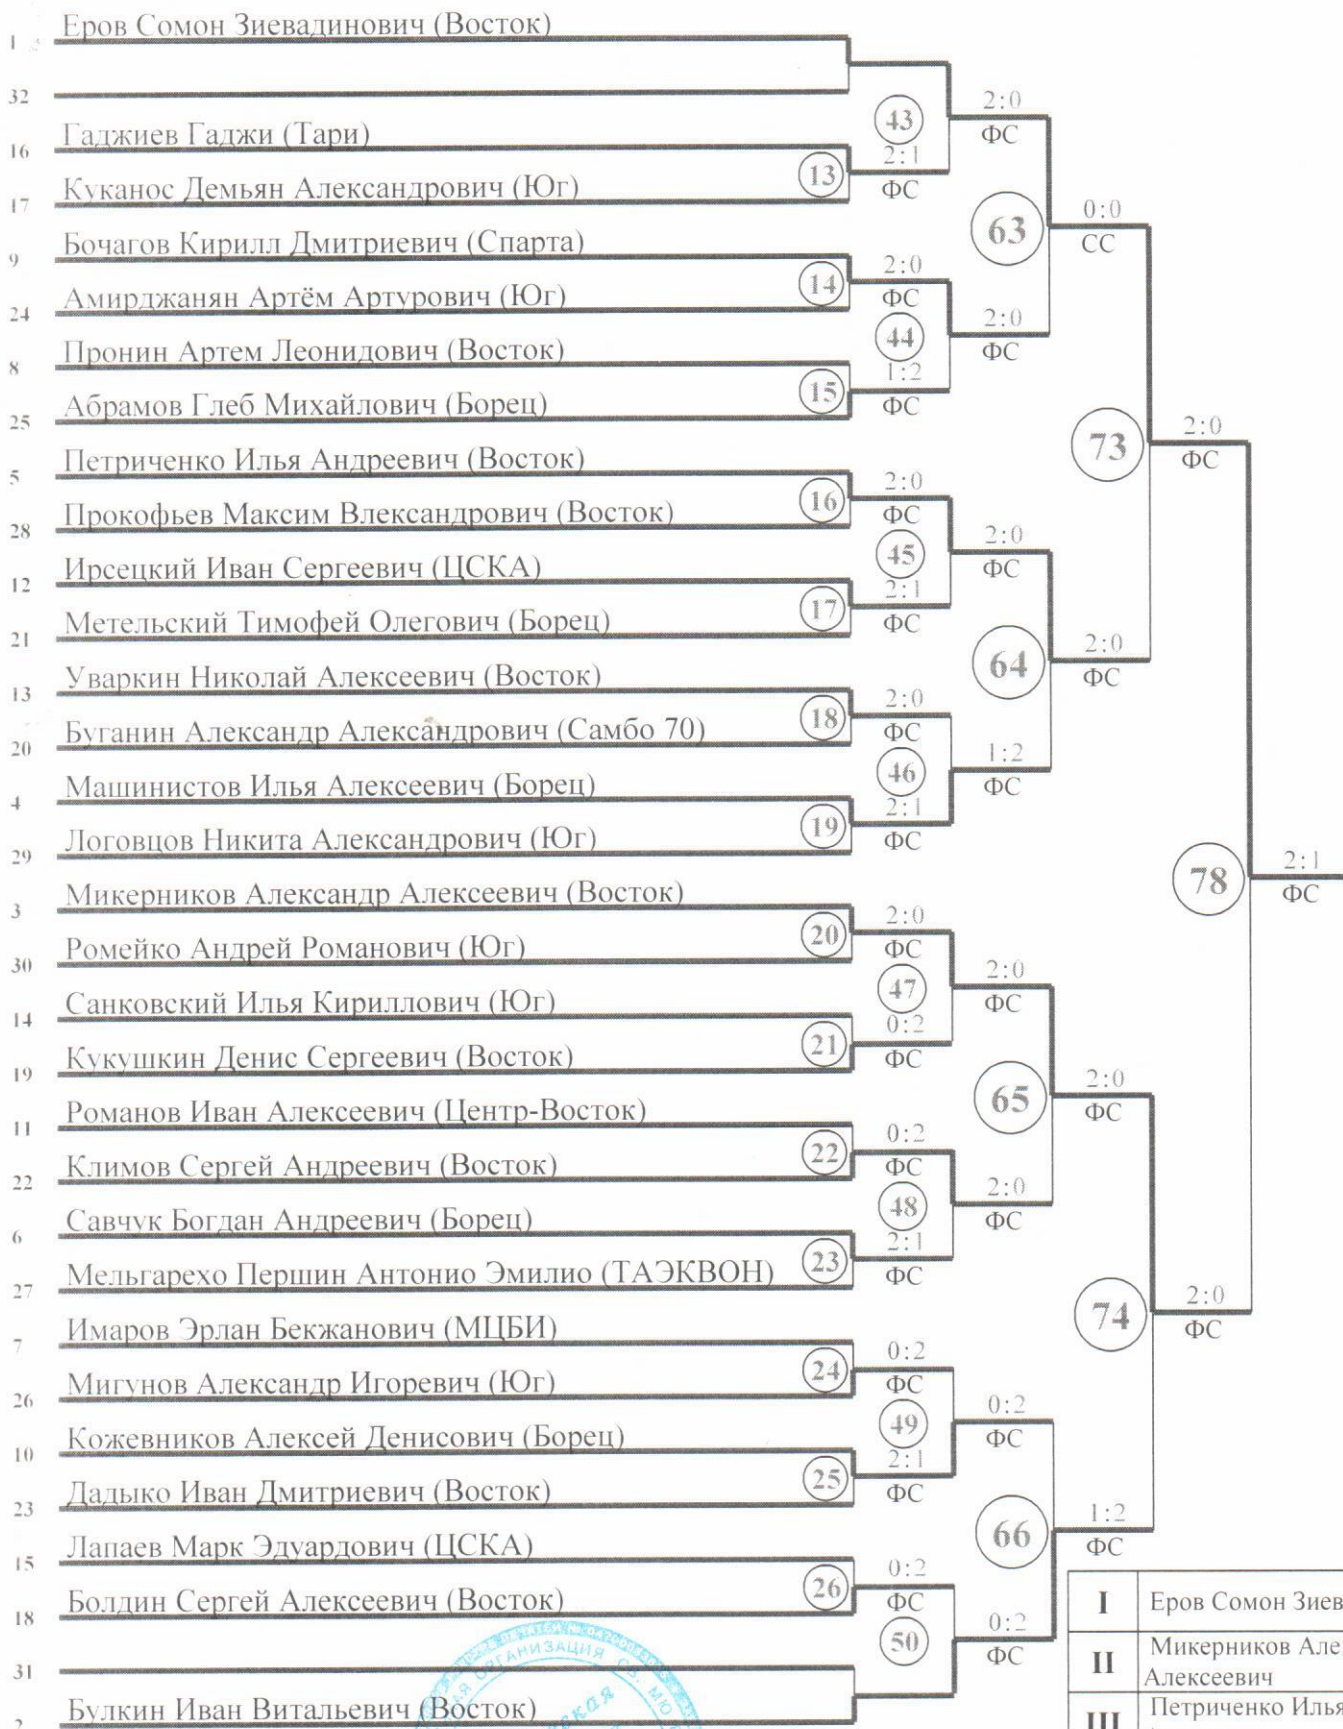 1 Еров Сомон Зиевадинович (Восток)
32
43
2:0
ФС
16 Гаджиев Гаджи (Тари)
13
2:1
ФС
17 Куканос Демьян Александрович (Юг)
63
0:0
СС
9 Бочагов Кирилл Дмитриевич (Спарта)
14
2:0
ФС
24 Амирджанян Артём Артурович (Юг)
44
2:0
ФС
8 Пронин Артем Леонидович (Восток)
15
1:2
ФС
25 Абрамов Глеб Михайлович (Борец)
73
2:0
ФС
5 Петриченко Илья Андреевич (Восток)
16
2:0
ФС
28 Прокофьев Максим Влександрович (Восток)
45
2:0
ФС
12 Ирсецкий Иван Сергеевич (ЦСКА)
17
2:1
ФС
21 Метельский Тимофей Олегович (Борец)
64
2:0
ФС
13 Уваркин Николай Алексеевич (Восток)
18
2:0
ФС
20 Буганин Александр Александрович (Самбо 70)
46
1:2
ФС
4 Машинистов Илья Алексеевич (Борец)
19
2:1
ФС
29 Логовцов Никита Александрович (Юг)
78
2:1
ФС
3 Микерников Александр Алексеевич (Восток)
20
2:0
ФС
30 Ромейко Андрей Романович (Юг)
47
2:0
ФС
14 Санковский Илья Кириллович (Юг)
21
0:2
ФС
19 Кукушкин Денис Сергеевич (Восток)
65
2:0
ФС
11 Романов Иван Алексеевич (Центр-Восток)
22
0:2
ФС
22 Климов Сергей Андреевич (Восток)
48
2:0
ФС
6 Савчук Богдан Андреевич (Борец)
23
2:1
ФС
27 Мельгарехо Першин Антонио Эмилио (ТАЭКВОН)
74
2:0
ФС
7 Имаров Эрлан Бекжанович (МЦБИ)
24
0:2
ФС
26 Мигунов Александр Игоревич (Юг)
49
0:2
ФС
10 Кожевников Алексей Денисович (Борец)
25
2:1
ФС
23 Дадыко Иван Дмитриевич (Восток)
66
1:2
ФС
15 Лапаев Марк Эдуардович (ЦСКА)
26
0:2
ФС
18 Болдин Сергей Алексеевич (Восток)
50
0:2
ФС
31
2 Булкин Иван Витальевич (Восток)
ОРГАНИЗАЦИЯ
I Еров Сомон Зиев
II Микерников Але
Алексеевич
III Петриченко Илья